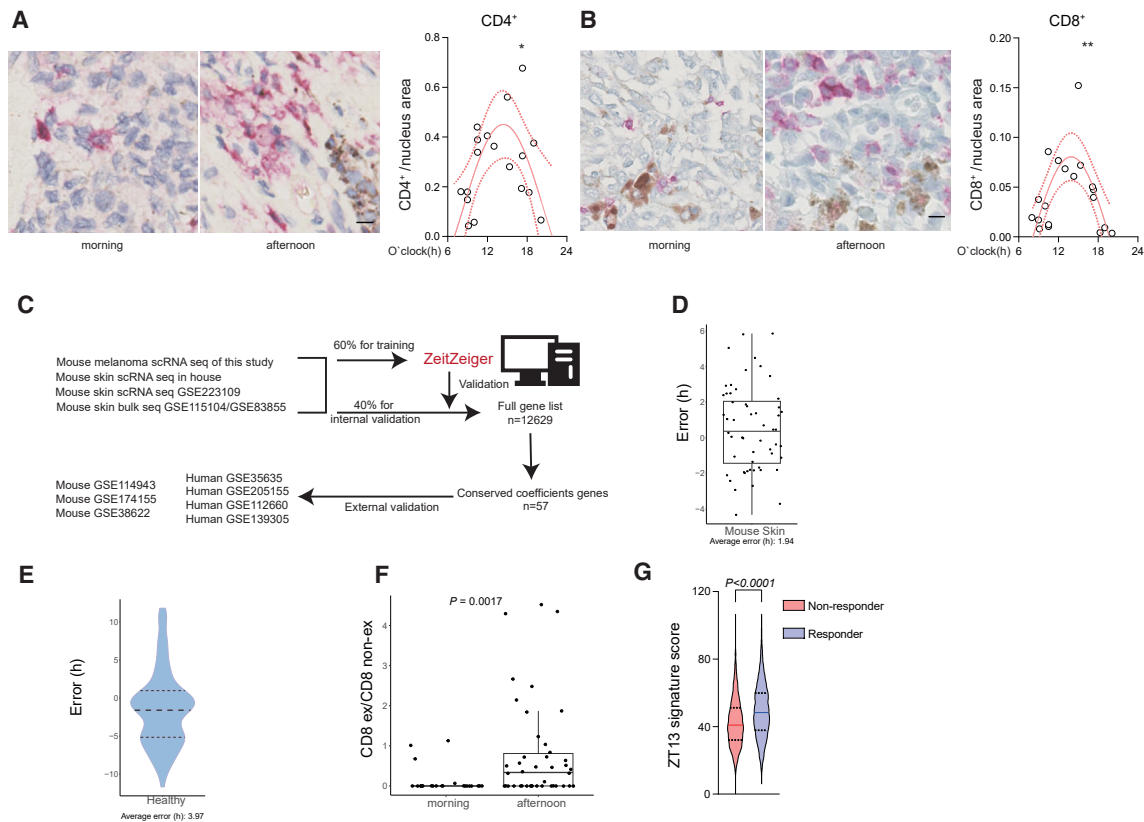 A
CD4⁺
*
CD4⁺/nucleus area
0.8
0.6
0.4
0.2
0.0
6 12 18 24
O`clock(h)
morning
afternoon
B
CD8⁺
**
CD8⁺/nucleus area
0.20
0.15
0.10
0.05
0.00
6 12 18 24
O`clock(h)
morning
afternoon
C
Mouse melanoma scRNA seq of this study
Mouse skin scRNA seq in house
Mouse skin scRNA seq GSE223109
Mouse skin bulk seq GSE115104/GSE83855
60% for training
ZeitZeiger
Validation
40% for
internal validation
Full gene list
n=12629
Conserved coefficients genes
n=57
External validation
Mouse GSE114943
Mouse GSE174155
Mouse GSE38622
Human GSE35635
Human GSE205155
Human GSE112660
Human GSE139305
D
Error (h)
6
4
2
0
−2
−4
Mouse Skin
Average error (h): 1.94
E
Error (h)
10
5
0
−5
−10
Healthy
Average error (h): 3.97
F
P = 0.0017
CD8 ex/CD8 non-ex
4
3
2
1
0
morning
afternoon
G
P<0.0001
ZT13 signature score
120
80
40
0
Non-responder
Responder